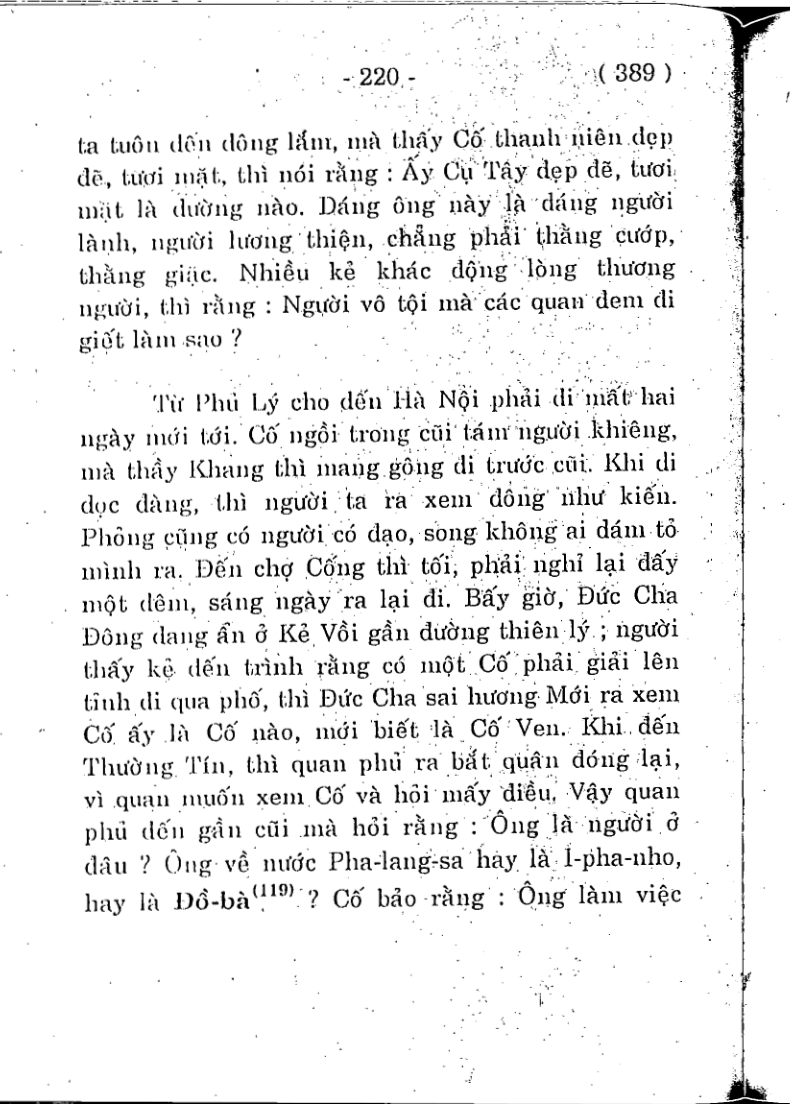 - 220 - ( 389 )
ta tuôn đến đông lắm, mà thấy Cố thanh niên đẹp
đẽ, tươi mặt, thì nói rằng : Ấy Cụ Tây đẹp đẽ, tươi
mặt là dường nào. Dáng ông này là dáng người
lành, người lương thiện, chẳng phải thằng cướp,
thằng giặc. Nhiều kẻ khác động lòng thương
người, thì rằng : Người vô tội mà các quan đem đi
giết làm sao ?
Từ Phủ Lý cho đến Hà Nội phải đi mất hai
ngày mới tới. Cố ngồi trong cũi tám người khiêng,
mà thầy Khang thì mang gông đi trước cũi. Khi đi
dọc đàng, thì người ta ra xem đông như kiến.
Phỏng cũng có người có đạo, song không ai dám tỏ
mình ra. Đến chợ Cống thì tối, phải nghỉ lại đấy
một đêm, sáng ngày ra lại đi. Bấy giờ, Đức Cha
Đông đang ẩn ở Kẻ Vồi gần đường thiên lý ; người
thấy kẻ đến trình rằng có một Cố phải giải lên
tỉnh đi qua phố, thì Đức Cha sai hương Mới ra xem
Cố ấy là Cố nào, mới biết là Cố Ven. Khi đến
Thường Tín, thì quan phủ ra bắt quân đóng lại,
vì quan muốn xem Cố và hỏi mấy điều. Vậy quan
phủ đến gần cũi mà hỏi rằng : Ông là người ở
đâu ? Ông về nước Pha-lang-sa hay là I-pha-nho,
hay là Đồ-bà(119) ? Cố bảo rằng : Ông làm việc